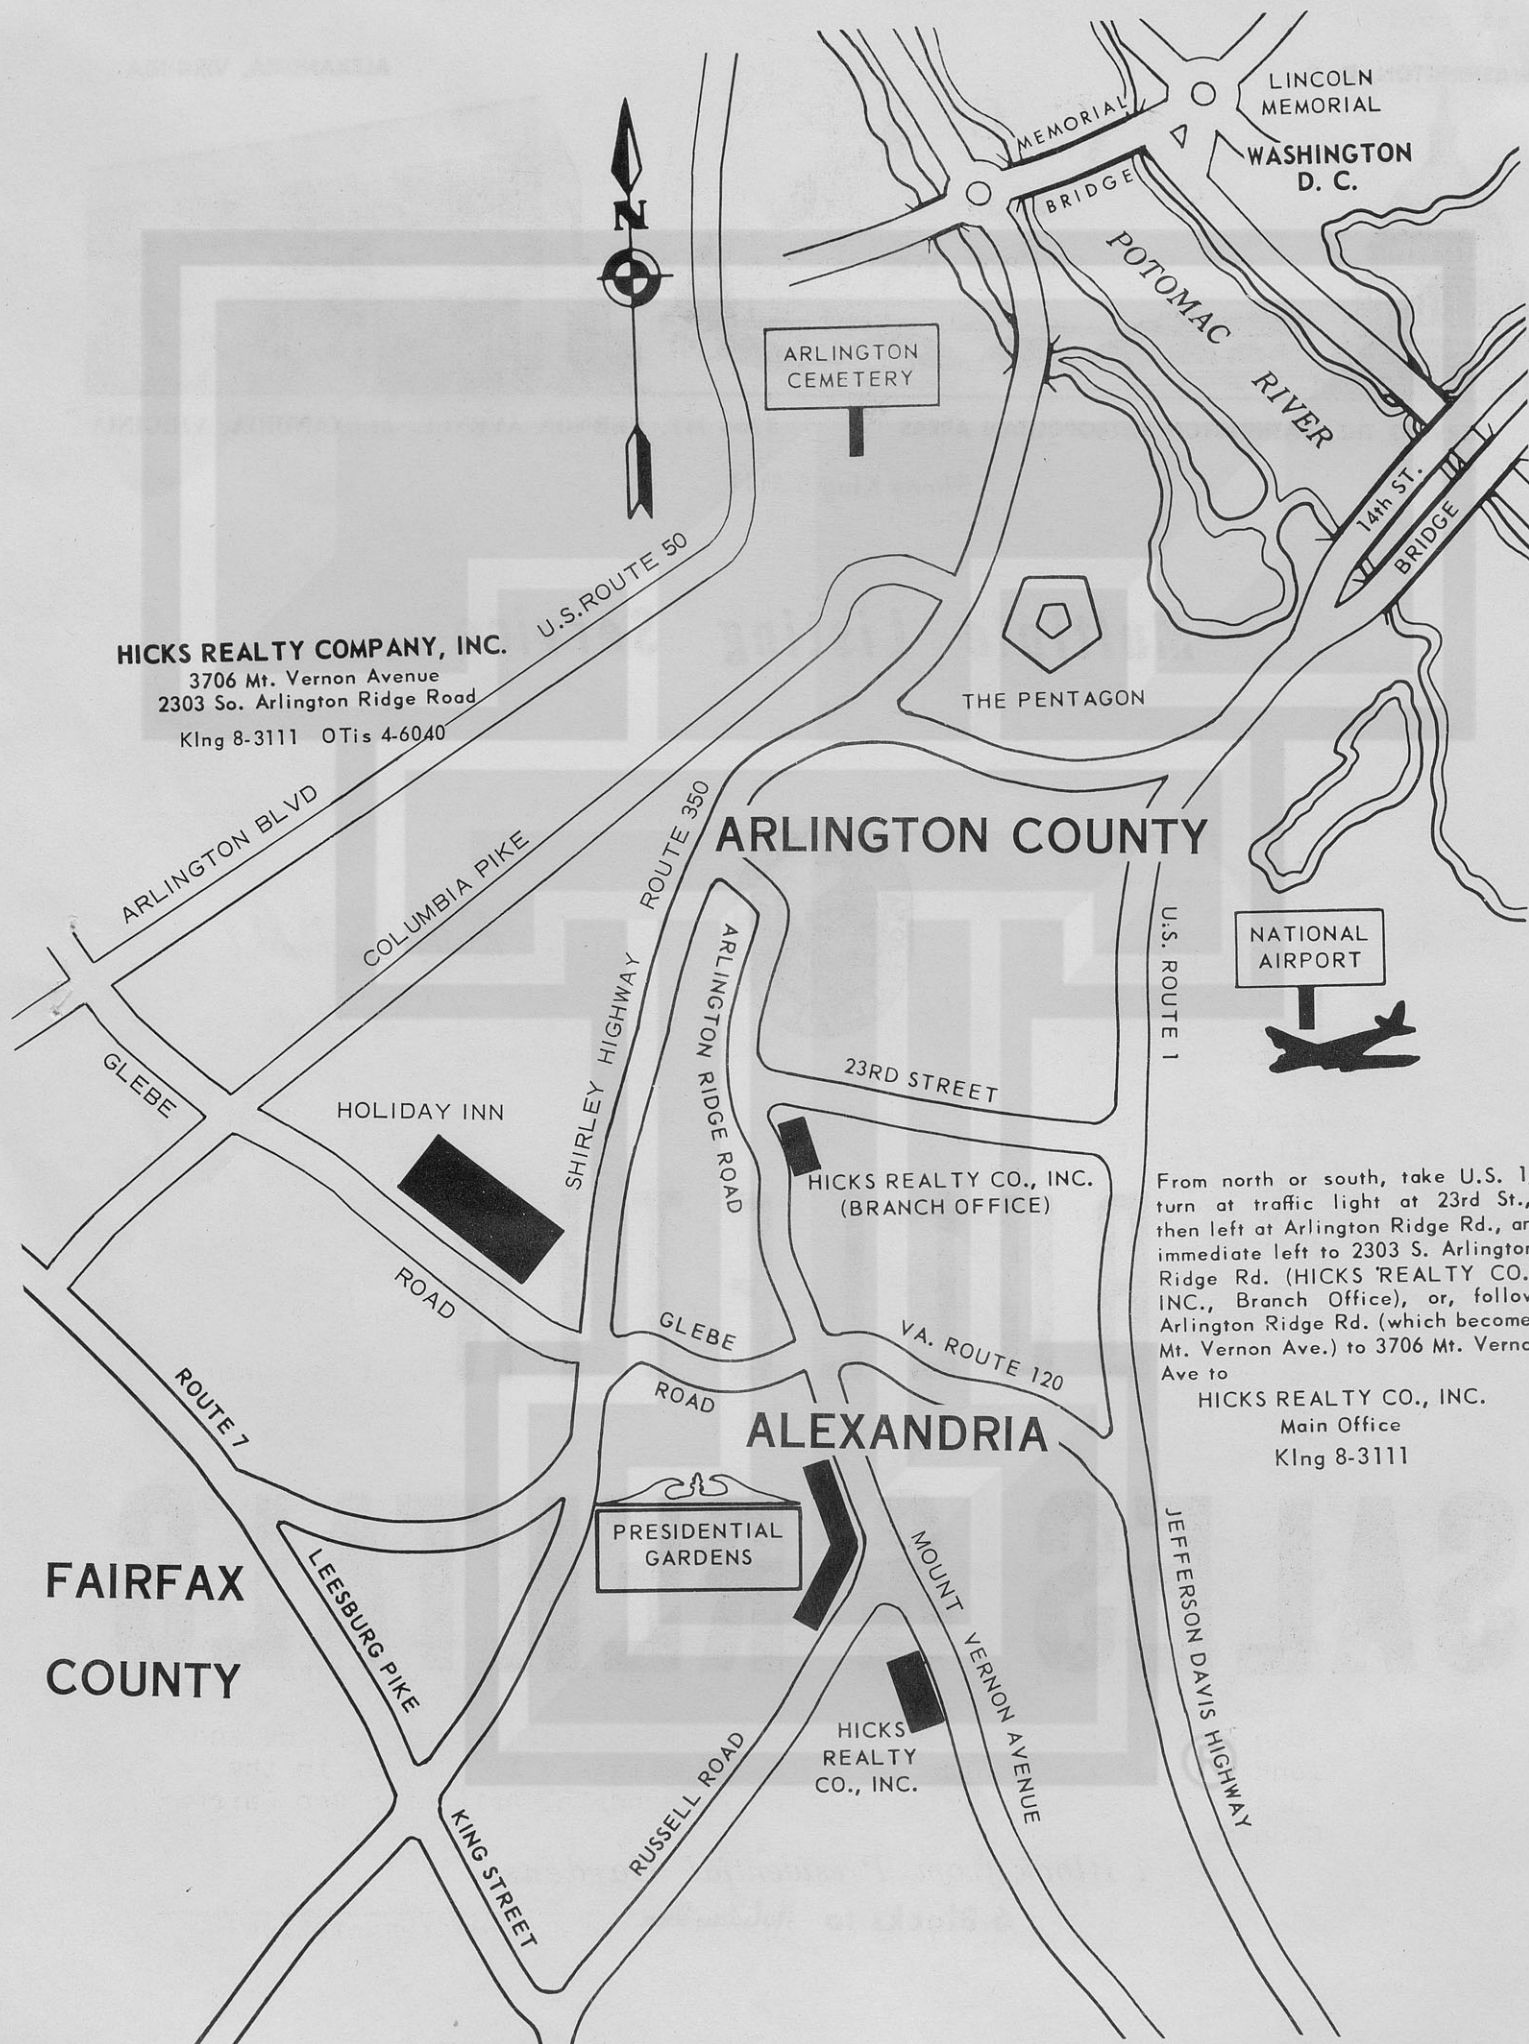 LINCOLN
MEMORIAL
WASHINGTON
D. C.
MEMORIAL
BRIDGE
POTOMAC
RIVER
N
ARLINGTON
CEMETERY
14th ST.
BRIDGE
U.S.ROUTE 50
HICKS REALTY COMPANY, INC.
3706 Mt. Vernon Avenue
2303 So. Arlington Ridge Road
KIng 8-3111 OTis 4-6040
THE PENTAGON
ARLINGTON BLVD
COLUMBIA PIKE
ROUTE 350
ARLINGTON COUNTY
SHIRLEY HIGHWAY
ARLINGTON RIDGE ROAD
U.S. ROUTE 1
NATIONAL
AIRPORT
GLEBE
HOLIDAY INN
23RD STREET
HICKS REALTY CO., INC.
(BRANCH OFFICE)
From north or south, take U.S. 1
turn at traffic light at 23rd St.,
then left at Arlington Ridge Rd.,
immediate left to 2303 S. Arlington
Ridge Rd. (HICKS REALTY CO.
INC., Branch Office), or, follow
Arlington Ridge Rd. (which become
Mt. Vernon Ave.) to 3706 Mt. Verno
Ave to
HICKS REALTY CO., INC.
Main Office
KIng 8-3111
ROAD
GLEBE
ROAD
VA. ROUTE 120
ROUTE 7
ALEXANDRIA
PRESIDENTIAL
GARDENS
FAIRFAX
COUNTY
LEESBURG PIKE
MOUNT VERNON AVENUE
JEFFERSON DAVIS HIGHWAY
HICKS
REALTY
CO., INC.
RUSSELL ROAD
KING STREET